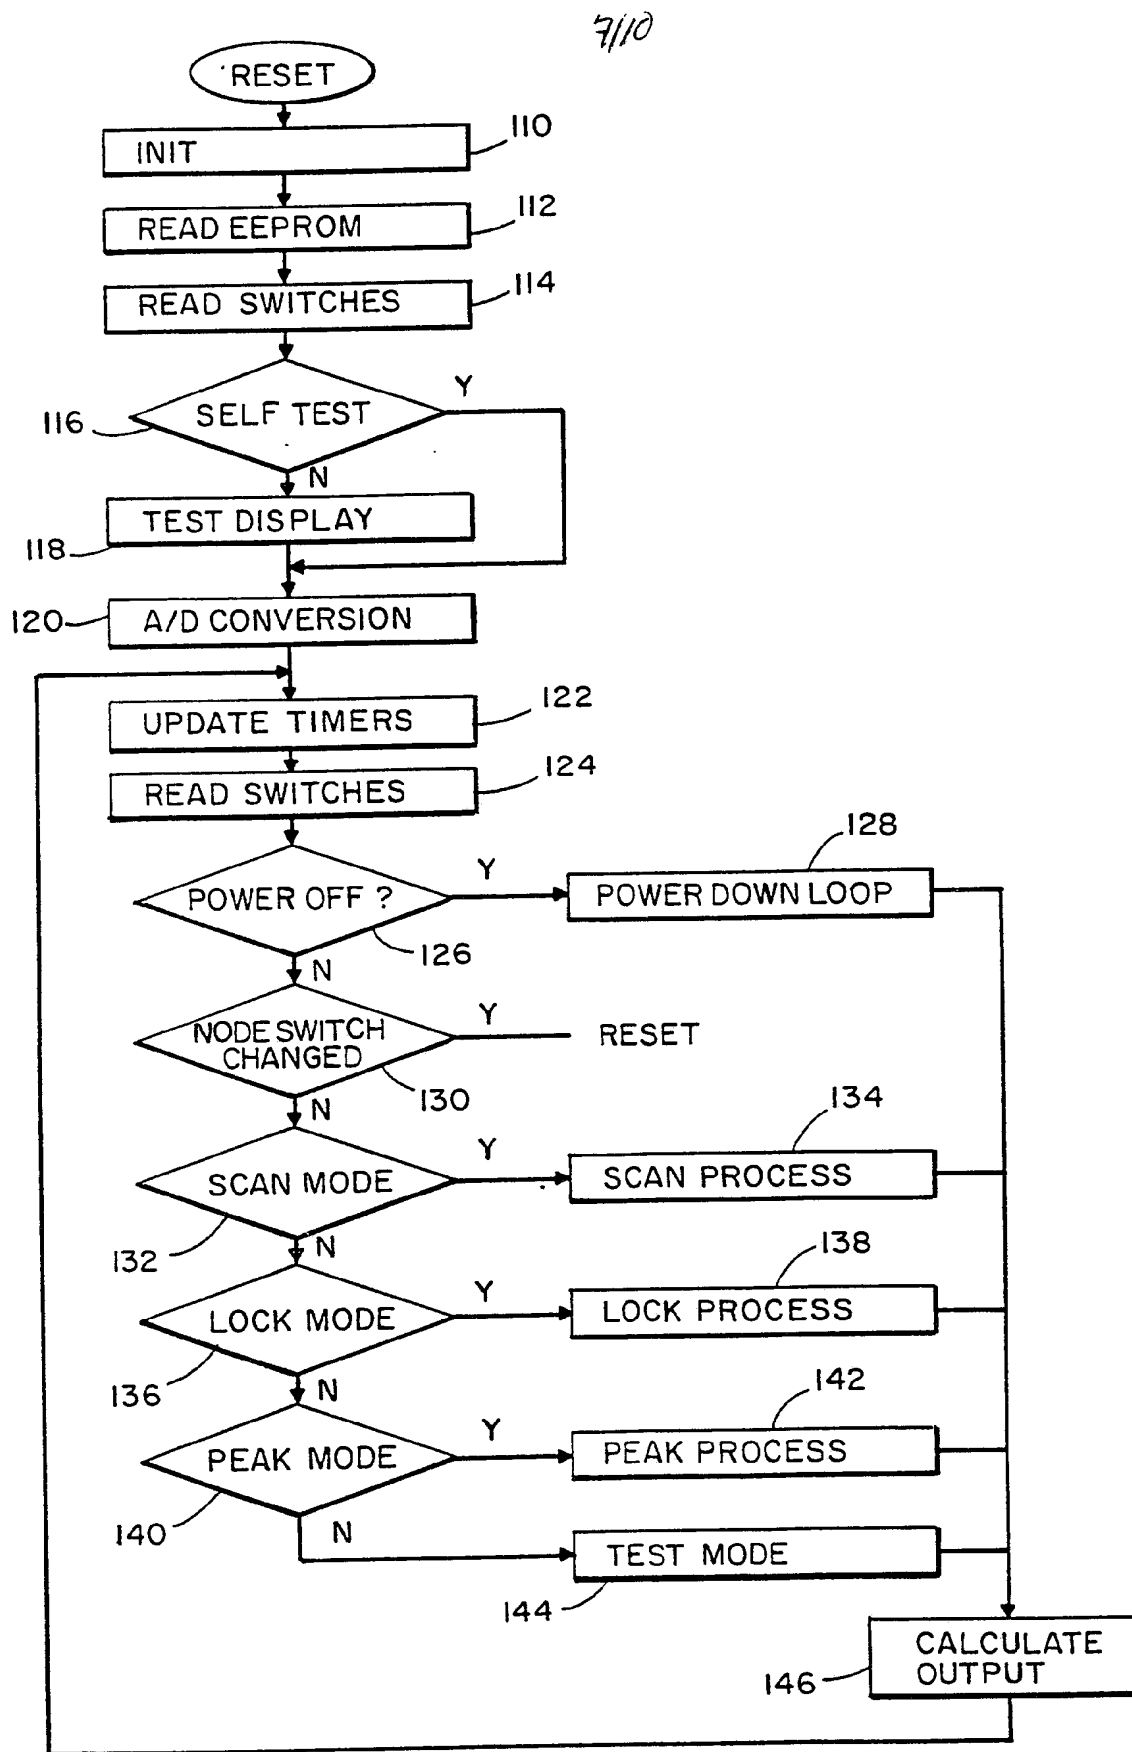 7/10
RESET
INIT
110
READ EEPROM
112
READ SWITCHES
114
SELF TEST
Y
116
N
TEST DISPLAY
118
A/D CONVERSION
120
UPDATE TIMERS
122
READ SWITCHES
124
POWER OFF ?
Y
126
POWER DOWN LOOP
128
N
NODE SWITCH
CHANGED
Y
RESET
130
N
SCAN MODE
Y
132
SCAN PROCESS
134
N
LOCK MODE
Y
136
LOCK PROCESS
138
N
PEAK MODE
Y
140
PEAK PROCESS
142
N
TEST MODE
144
CALCULATE
OUTPUT
146